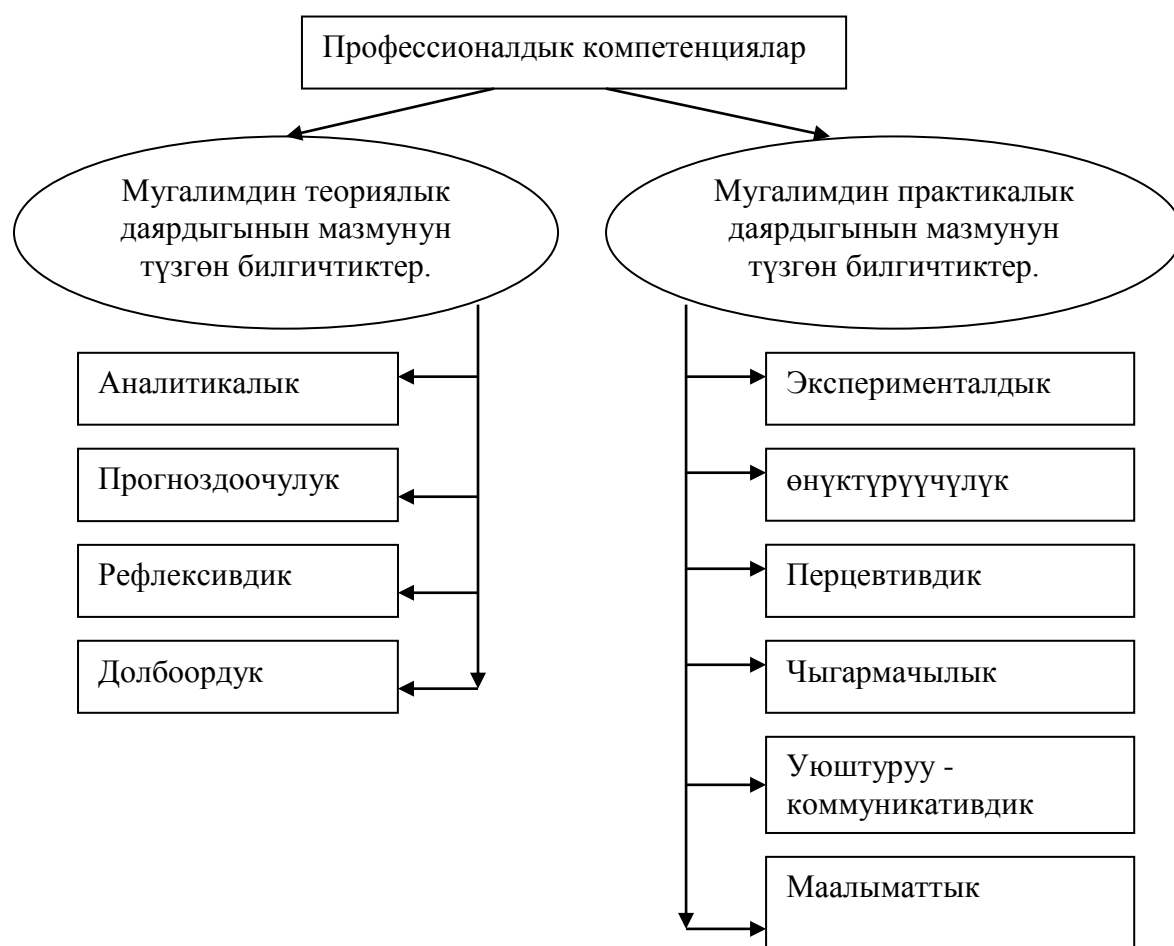 Профессионалдык компетенциялар
Мугалимдин теориялык
даярдыгынын мазмунун
түзгөн билгичтиктер.
Мугалимдин практикалык
даярдыгынын мазмунун
түзгөн билгичтиктер.
Аналитикалык
Прогноздоочулук
Рефлексивдик
Долбоордук
Эксперименталдык
өнүктүрүүчүлүк
Перцевтивдик
Чыгармачылык
Уюштуруу -
коммуникативдик
Маалыматтык